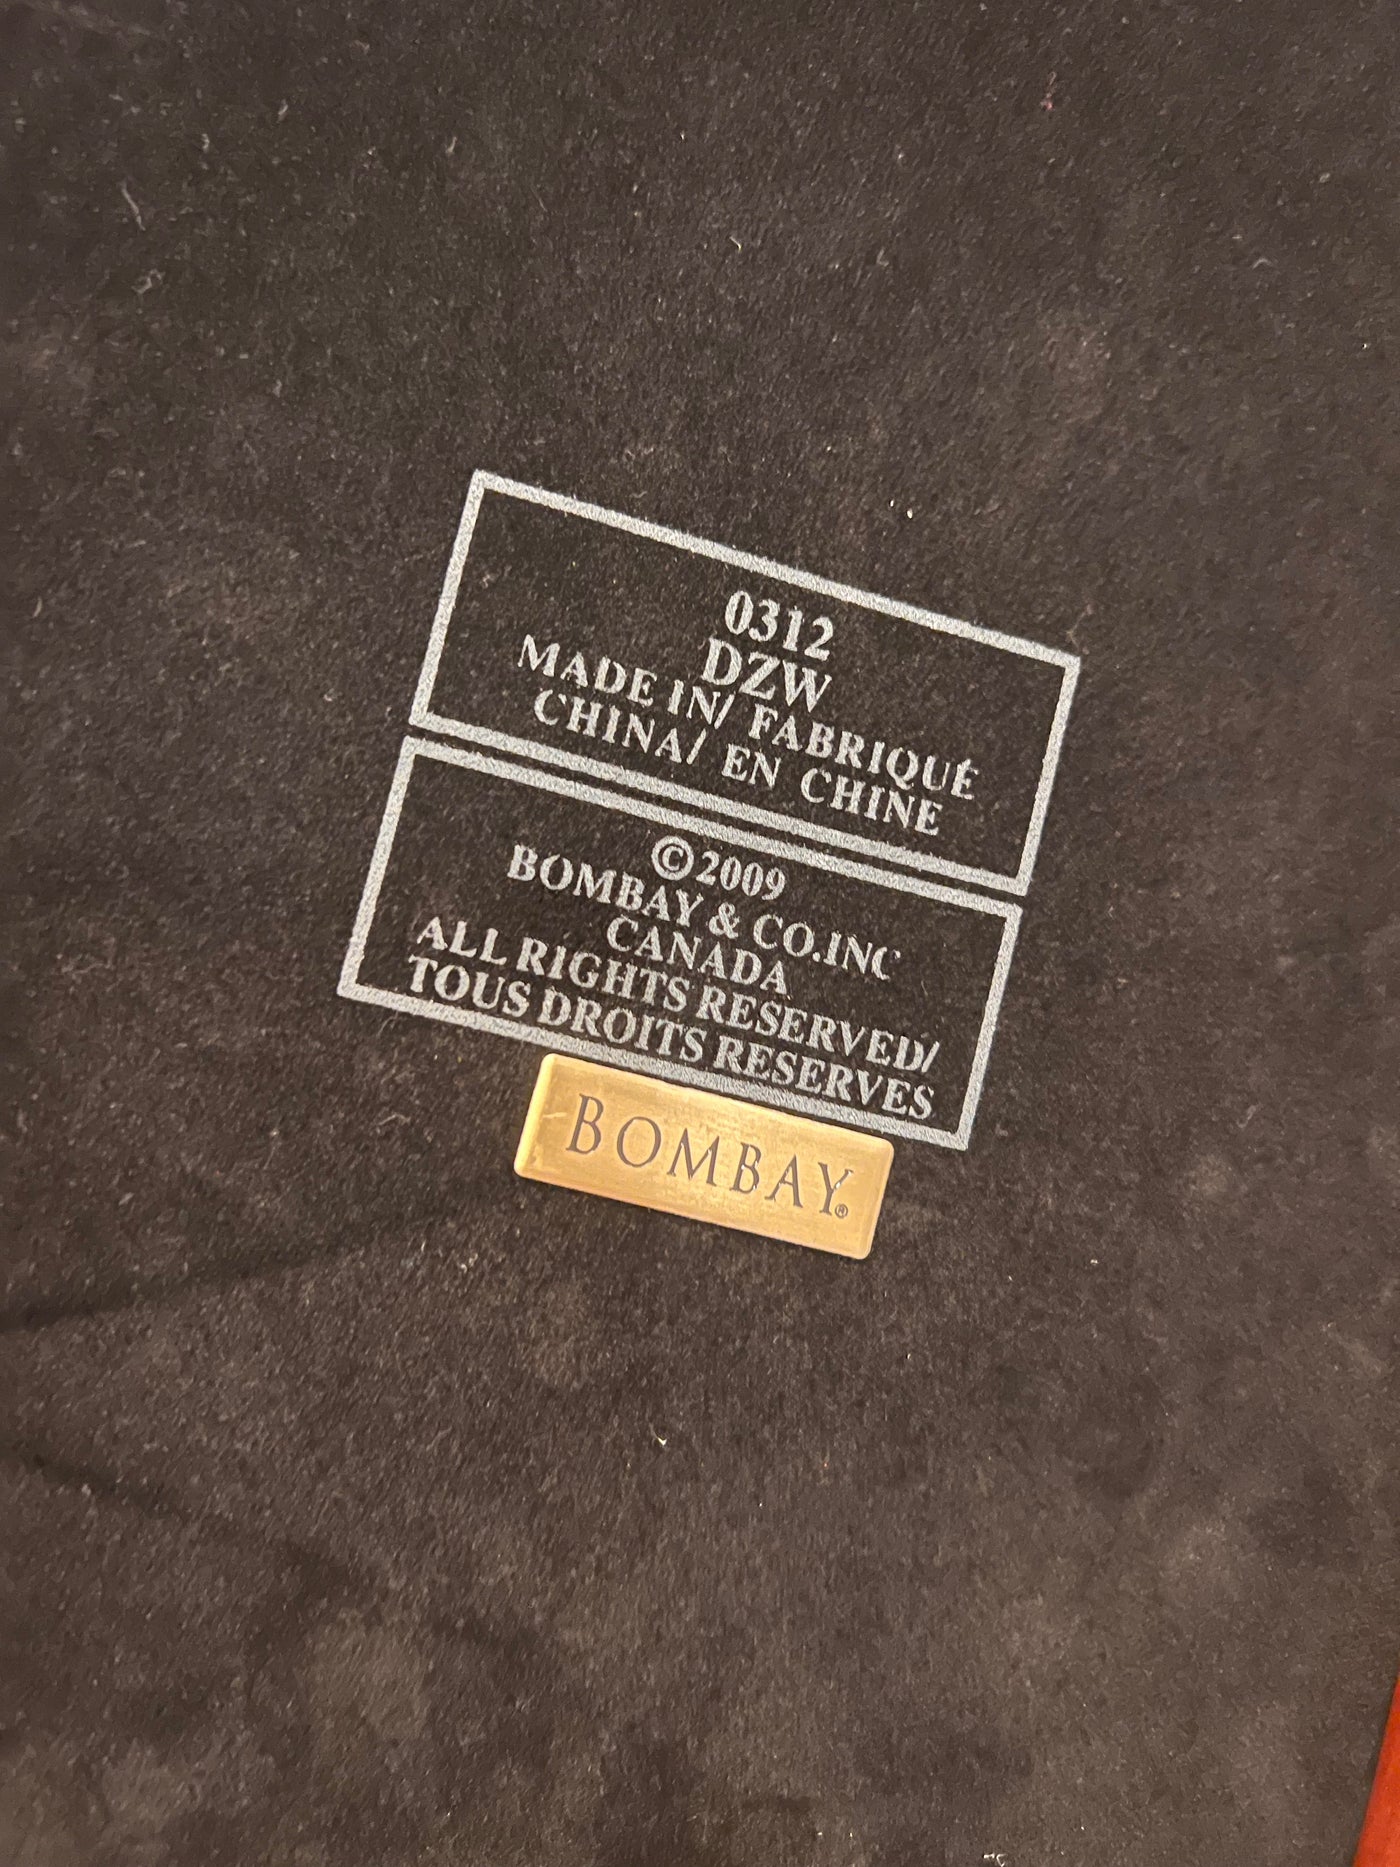 0312
DZW
MADE IN/ FABRIQUÉ
CHINA/ EN CHINE
©2009
BOMBAY & CO.INC
CANADA
ALL RIGHTS RESERVED/
TOUS DROITS RESERVES
BOMBAY®